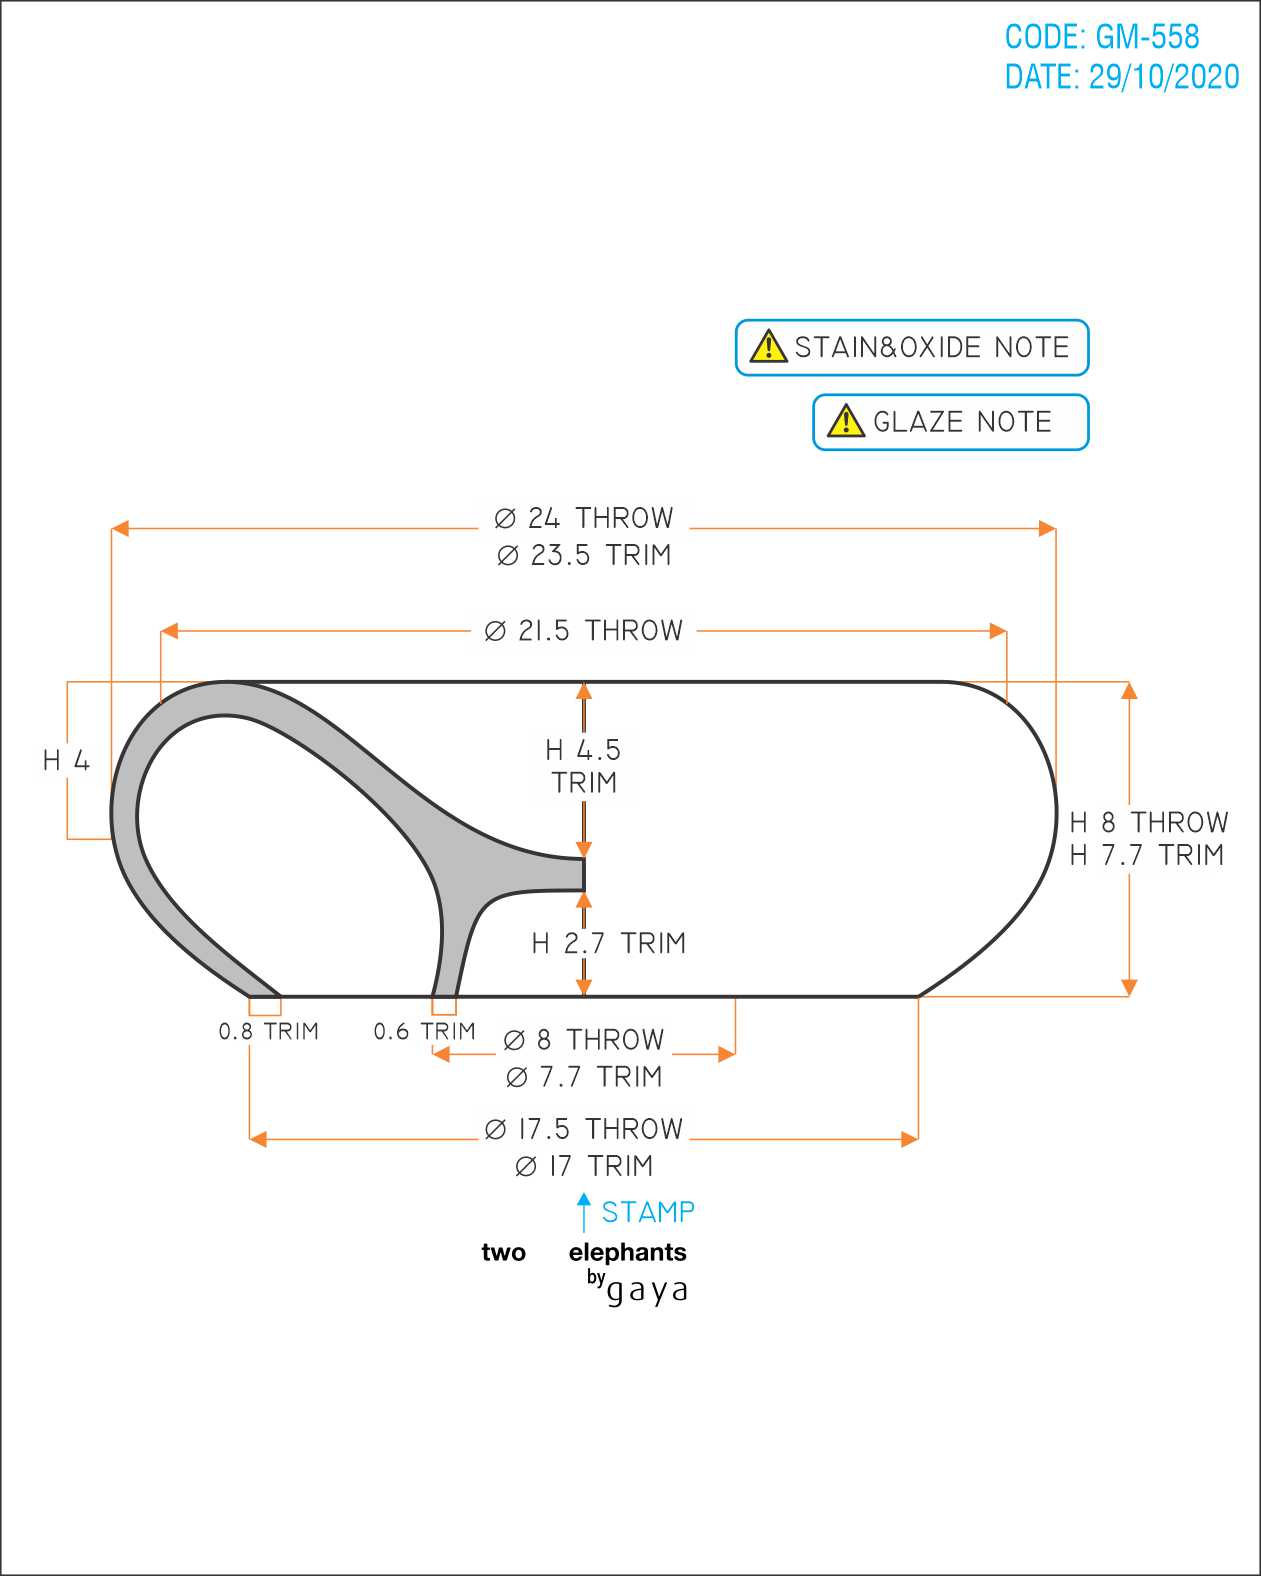 CODE: GM-558
DATE: 29/10/2020
STAIN&OXIDE NOTE
GLAZE NOTE
Ø 24 THROW
Ø 23.5 TRIM
Ø 21.5 THROW
H 4
H 4.5
TRIM
H 8 THROW
H 7.7 TRIM
H 2.7 TRIM
0.8 TRIM
0.6 TRIM
Ø 8 THROW
Ø 7.7 TRIM
Ø 17.5 THROW
Ø 17 TRIM
STAMP
two elephants
by gaya